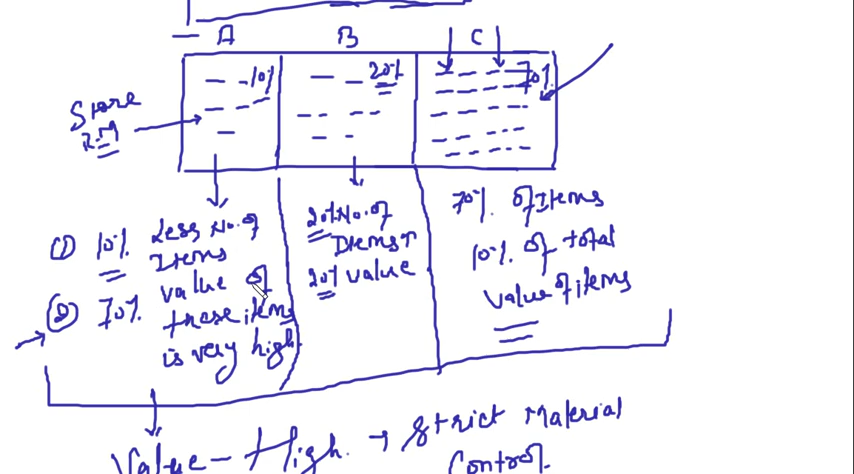 A B C
10% 20% 70%
Store
R.M
① 10% Less No. of
Items
② 70% value of
these items
is very high
20% No. of
Items ↑
20% value
70% of Items
10% of total
value of items
Value - High → Strict Material
Control